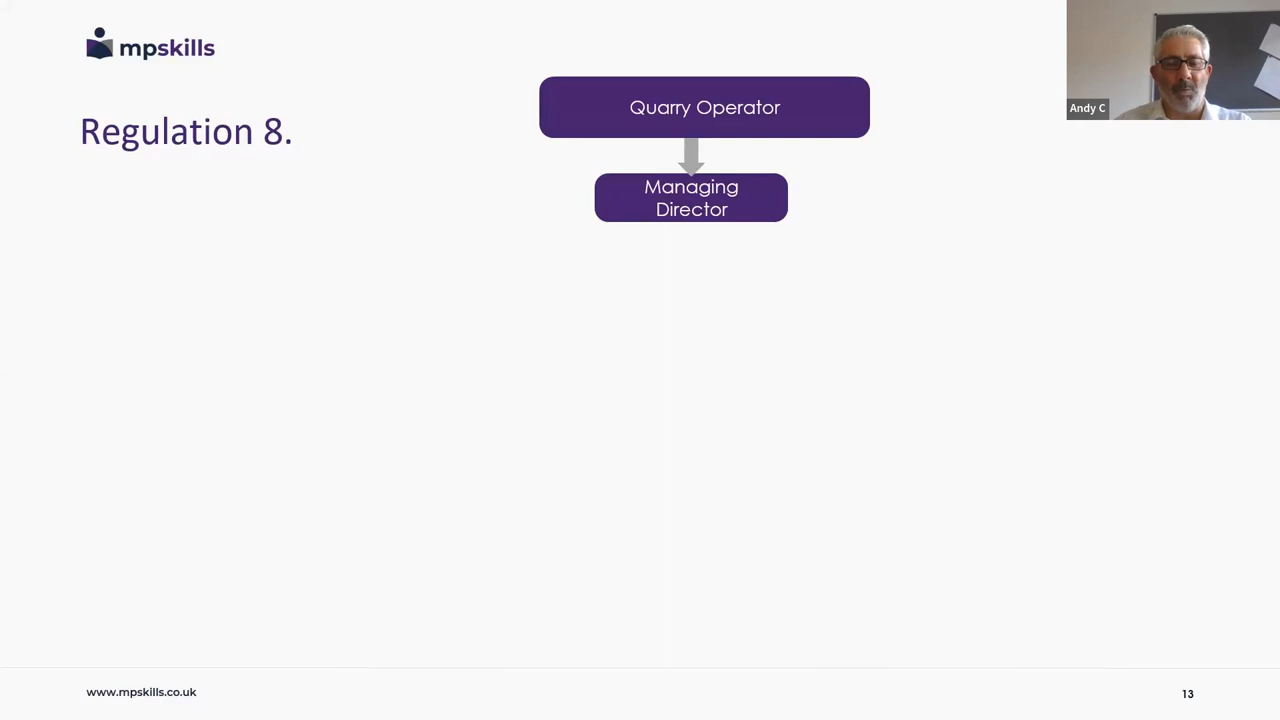 mpskills
Quarry Operator
Andy C
Regulation 8.
Managing
Director
www.mpskills.co.uk
13